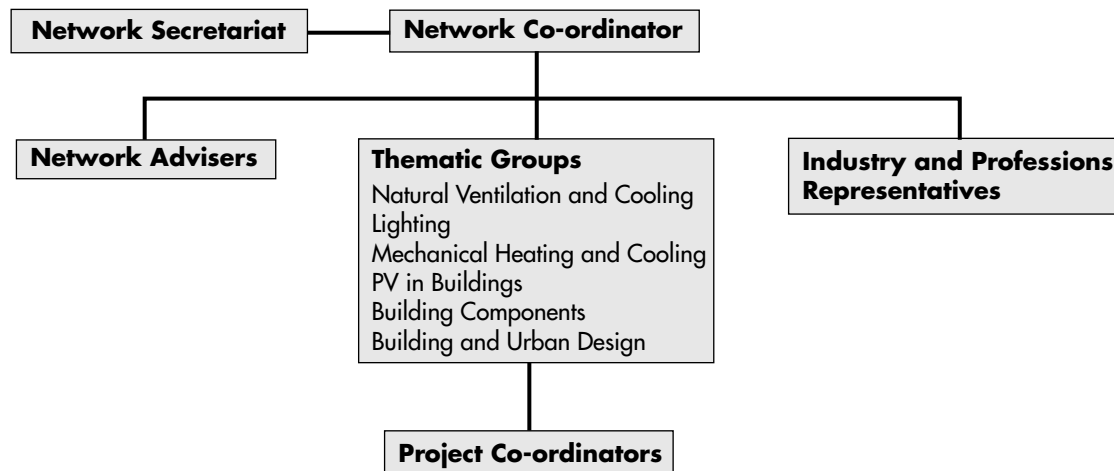 Network Secretariat
Network Co-ordinator
Network Advisers
Thematic Groups
Natural Ventilation and Cooling
Lighting
Mechanical Heating and Cooling
PV in Buildings
Building Components
Building and Urban Design
Industry and Professions
Representatives
Project Co-ordinators